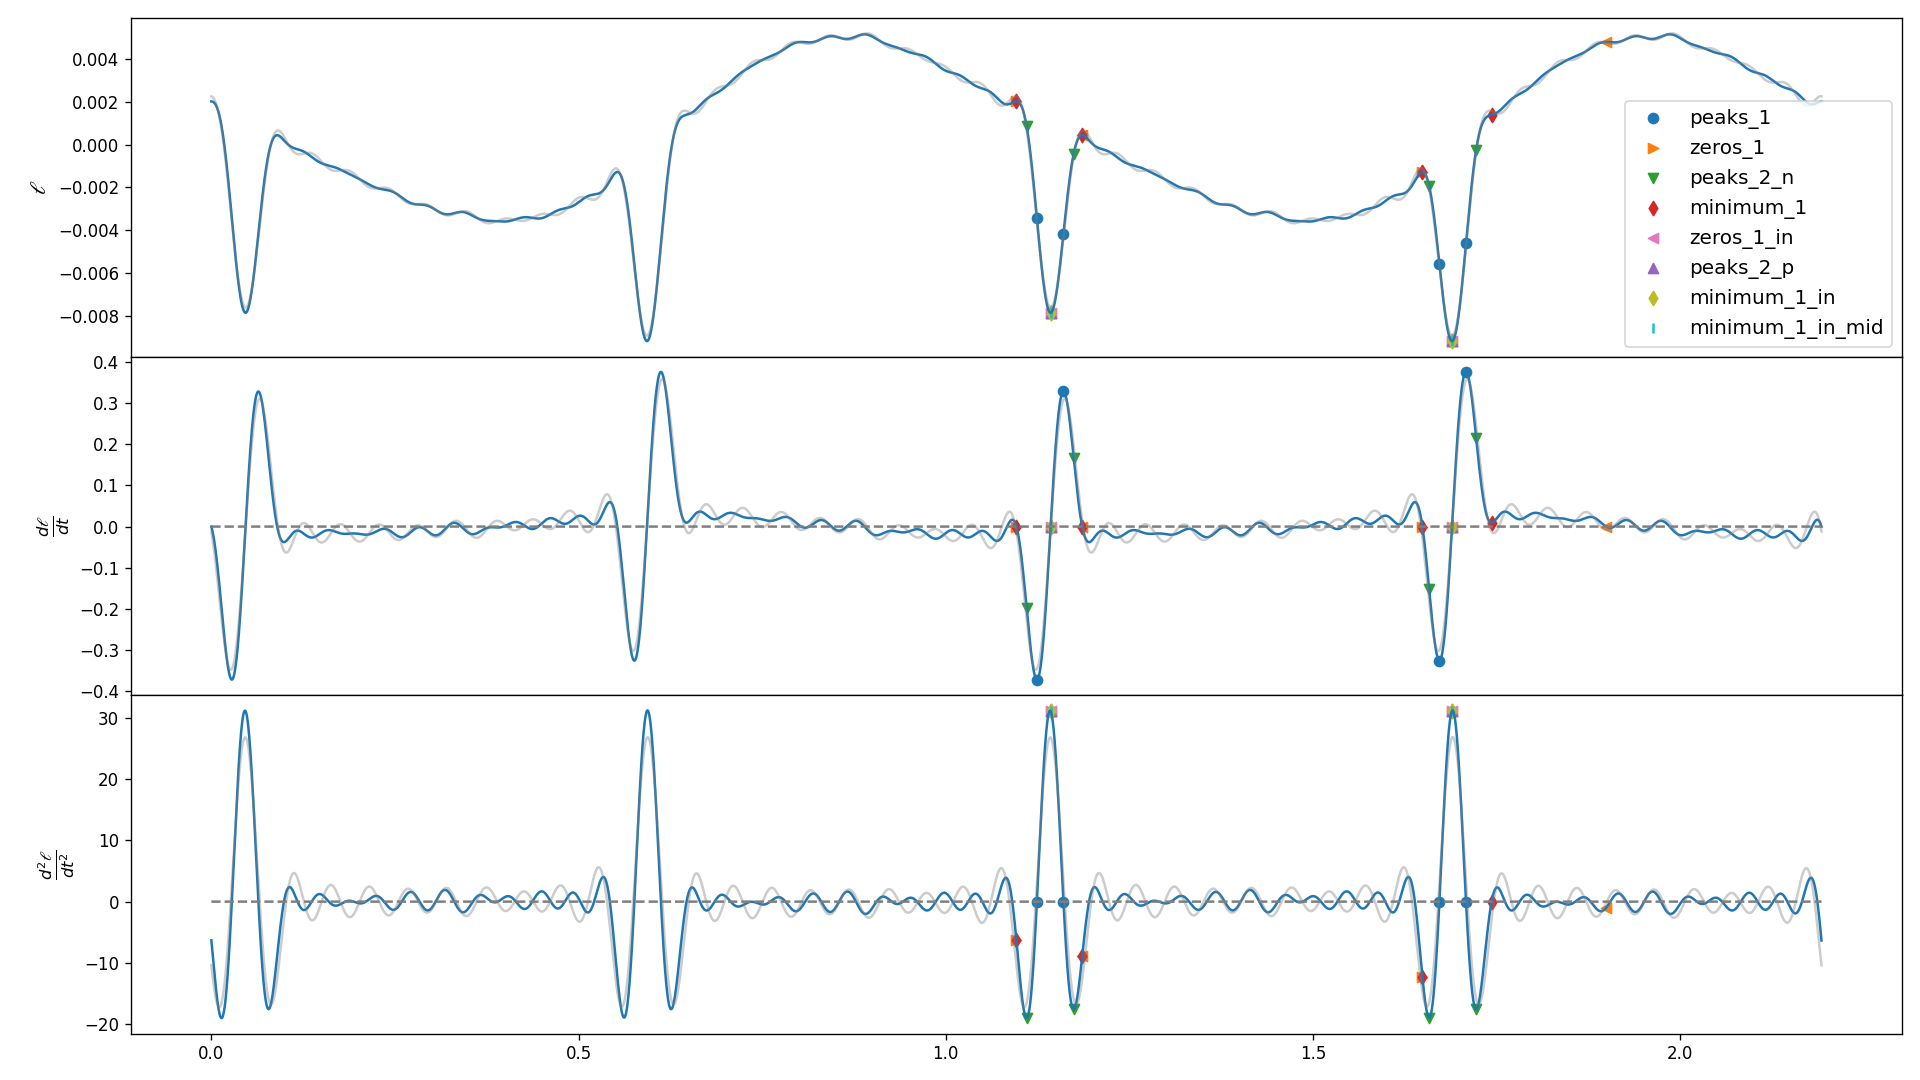 0.004
0.002
0.000
−0.002
−0.004
−0.006
−0.008
ℓ
peaks_1
zeros_1
peaks_2_n
minimum_1
zeros_1_in
peaks_2_p
minimum_1_in
minimum_1_in_mid
0.4
0.3
0.2
0.1
0.0
−0.1
−0.2
−0.3
−0.4
dℓ
dt
30
20
10
0
−10
−20
d²ℓ
dt²
0.0 0.5 1.0 1.5 2.0